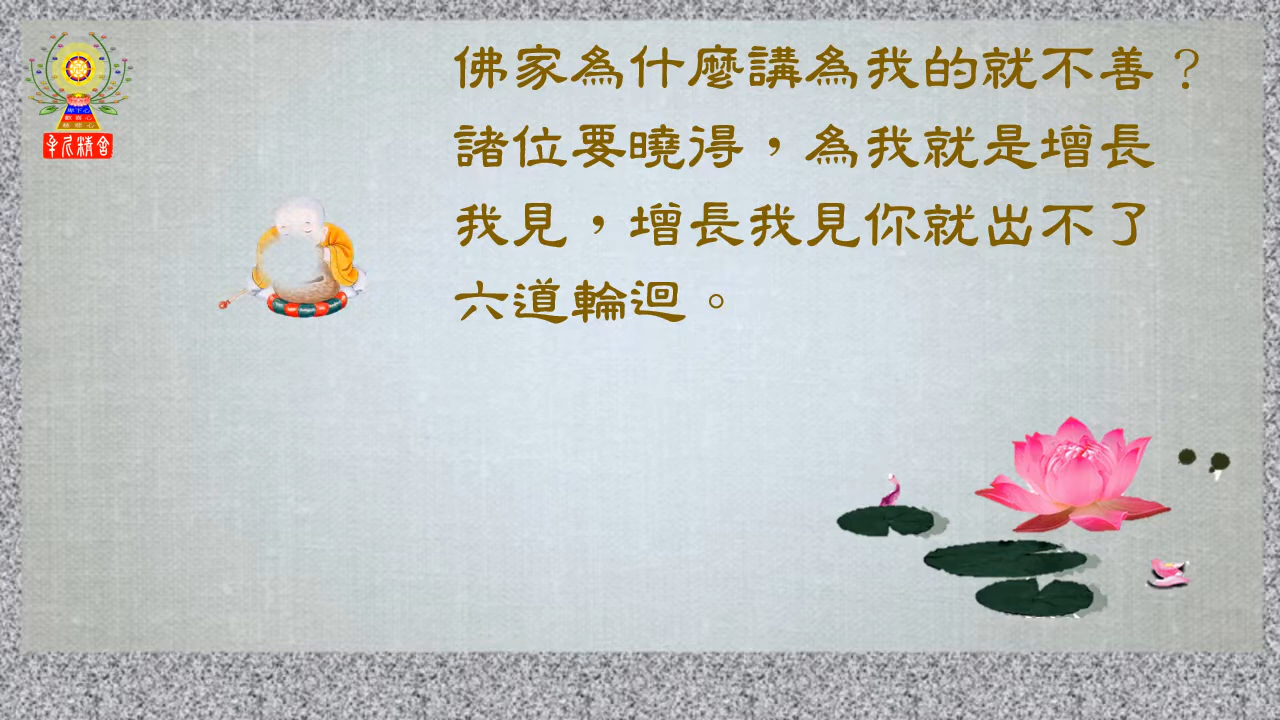 佛家為什麼講為我的就不善？
諸位要曉得，為我就是增長
我見，增長我見你就出不了
六道輪迴。